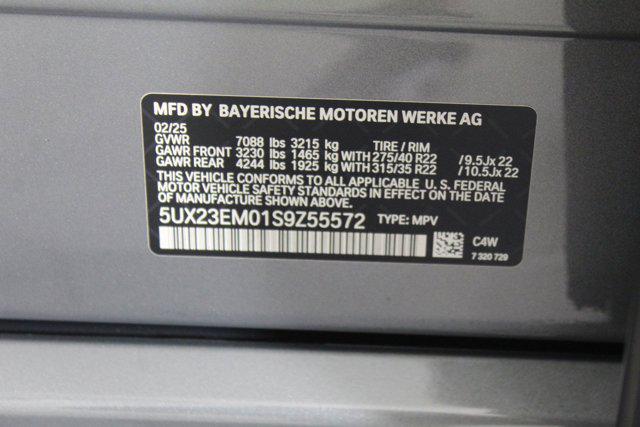 MFD BY BAYERISCHE MOTOREN WERKE AG
02/25
GVWR 7088 lbs 3215 kg TIRE / RIM
GAWR FRONT 3230 lbs 1465 kg WITH 275/40 R22 / 9.5Jx 22
GAWR REAR 4244 lbs 1925 kg WITH 315/35 R22 / 10.5Jx 22
THIS VEHICLE CONFORMS TO ALL APPLICABLE U. S. FEDERAL
MOTOR VEHICLE SAFETY STANDARDS IN EFFECT
ON THE DATE OF MANUFACTURE SHOWN ABOVE.
5UX23EM01S9Z55572 TYPE: MPV
C4W
7 320 729